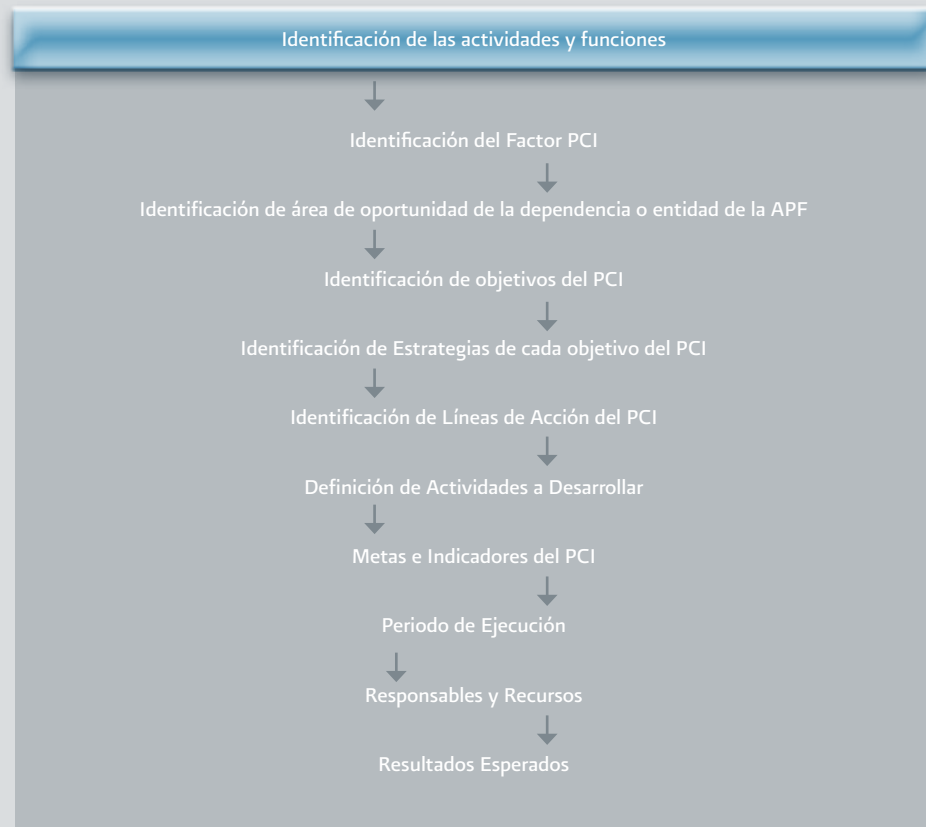 Identificación de las actividades y funciones
Identificación del Factor PCI
Identificación de área de oportunidad de la dependencia o entidad de la APF
Identificación de objetivos del PCI
Identificación de Estrategias de cada objetivo del PCI
Identificación de Líneas de Acción del PCI
Definición de Actividades a Desarrollar
Metas e Indicadores del PCI
Periodo de Ejecución
Responsables y Recursos
Resultados Esperados